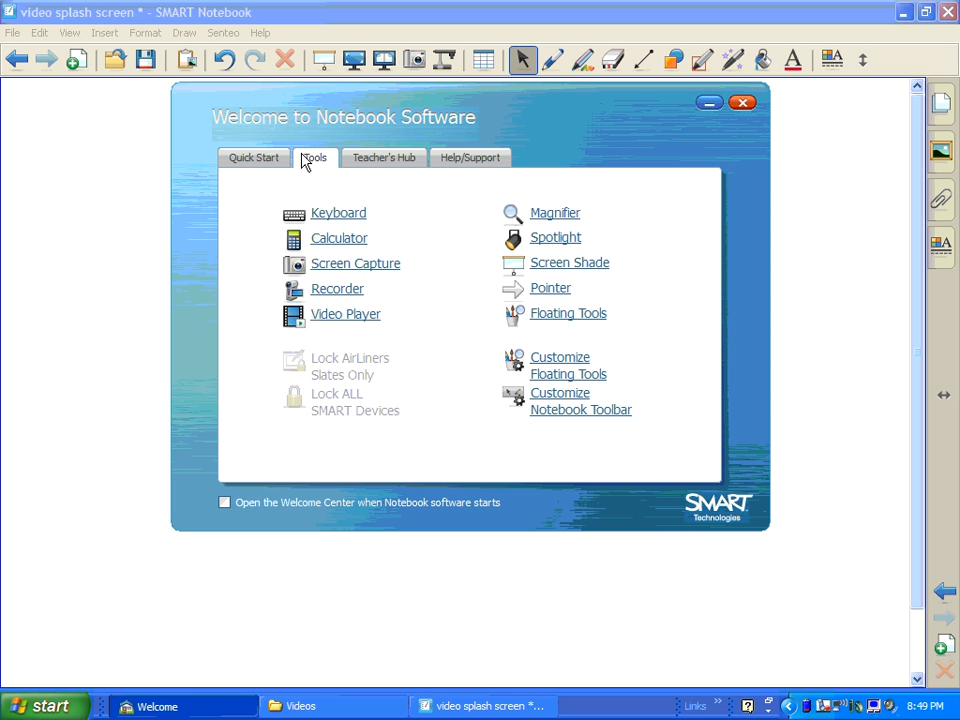 video splash screen * - SMART Notebook
File Edit View Insert Format Draw Senteo Help
Welcome to Notebook Software
Quick Start Tools Teacher's Hub Help/Support
Keyboard
Calculator
Screen Capture
Recorder
Video Player
Lock AirLiners
Slates Only
Lock ALL
SMART Devices
Magnifier
Spotlight
Screen Shade
Pointer
Floating Tools
Customize
Floating Tools
Customize
Notebook Toolbar
Open the Welcome Center when Notebook software starts
SMART
Technologies
start Welcome Videos video splash screen *... Links » 8:49 PM